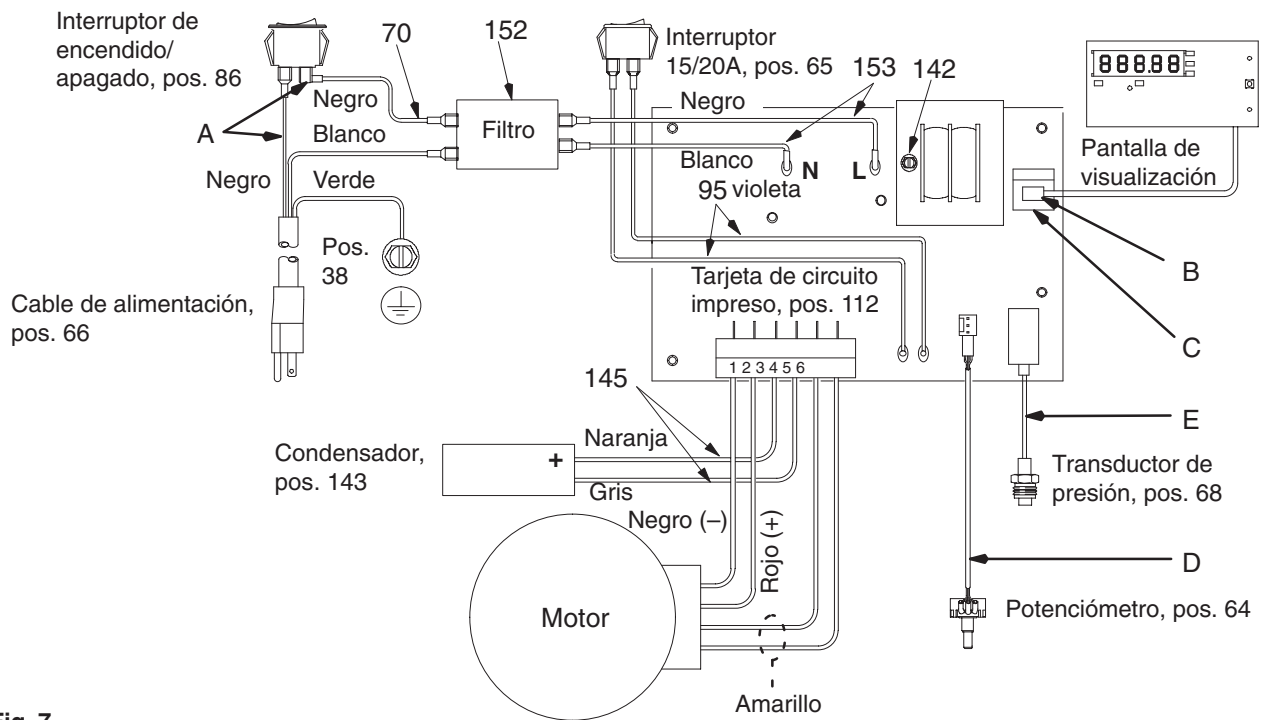 Interruptor de
encendido/
apagado, pos. 86
70
152
Interruptor
15/20A, pos. 65
153
142
88888
A
Negro
Blanco
Filtro
Negro
Blanco
N
L
Negro
Verde
95 violeta
Pantalla de
visualización
B
C
Pos.
38
Cable de alimentación,
pos. 66
Tarjeta de circuito
impreso, pos. 112
1 2 3 4 5 6
145
Naranja
Condensador,
pos. 143
+
Gris
Negro (–)
Rojo (+)
E
Transductor de
presión, pos. 68
D
Potenciómetro, pos. 64
Motor
Amarillo
Fig. 7